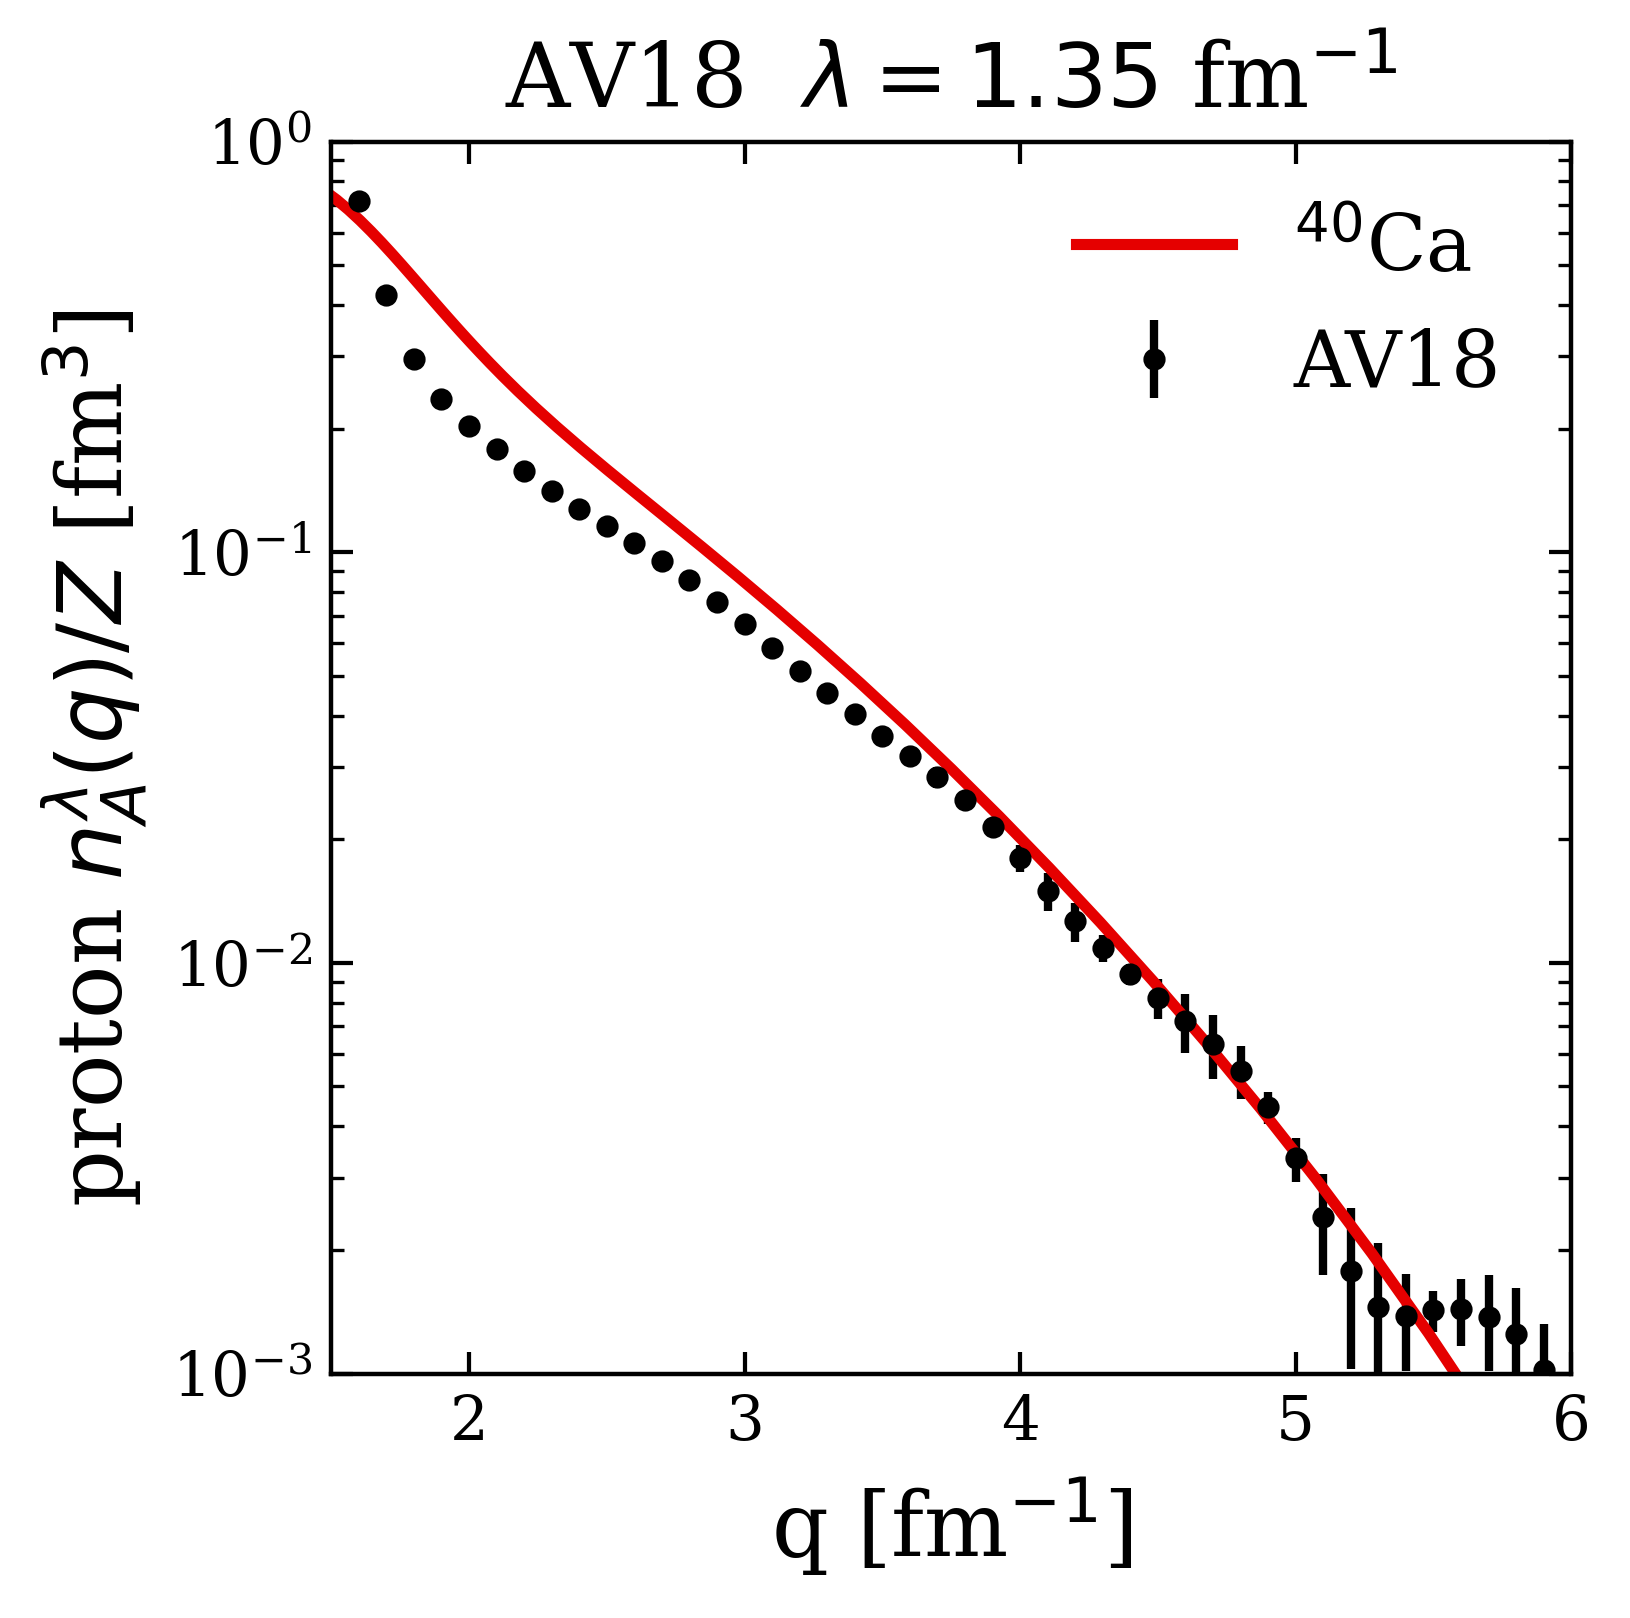 AV18 λ = 1.35 fm⁻¹
proton n_A^λ(q)/Z [fm³]
10⁰
10⁻¹
10⁻²
10⁻³
⁴⁰Ca
AV18
2 3 4 5 6
q [fm⁻¹]